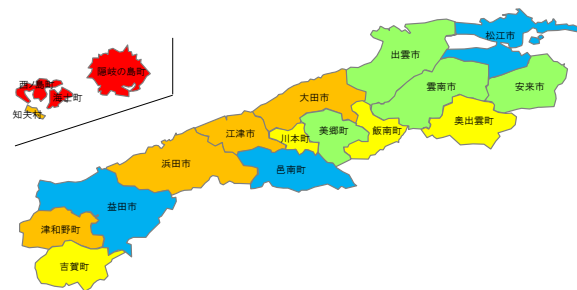 松江市
出雲市
隠岐の島町
雲南市
安来市
西ノ島町
海士町
大田市
知夫村
奥出雲町
江津市
美郷町
飯南町
川本町
浜田市
邑南町
益田市
津和野町
吉賀町